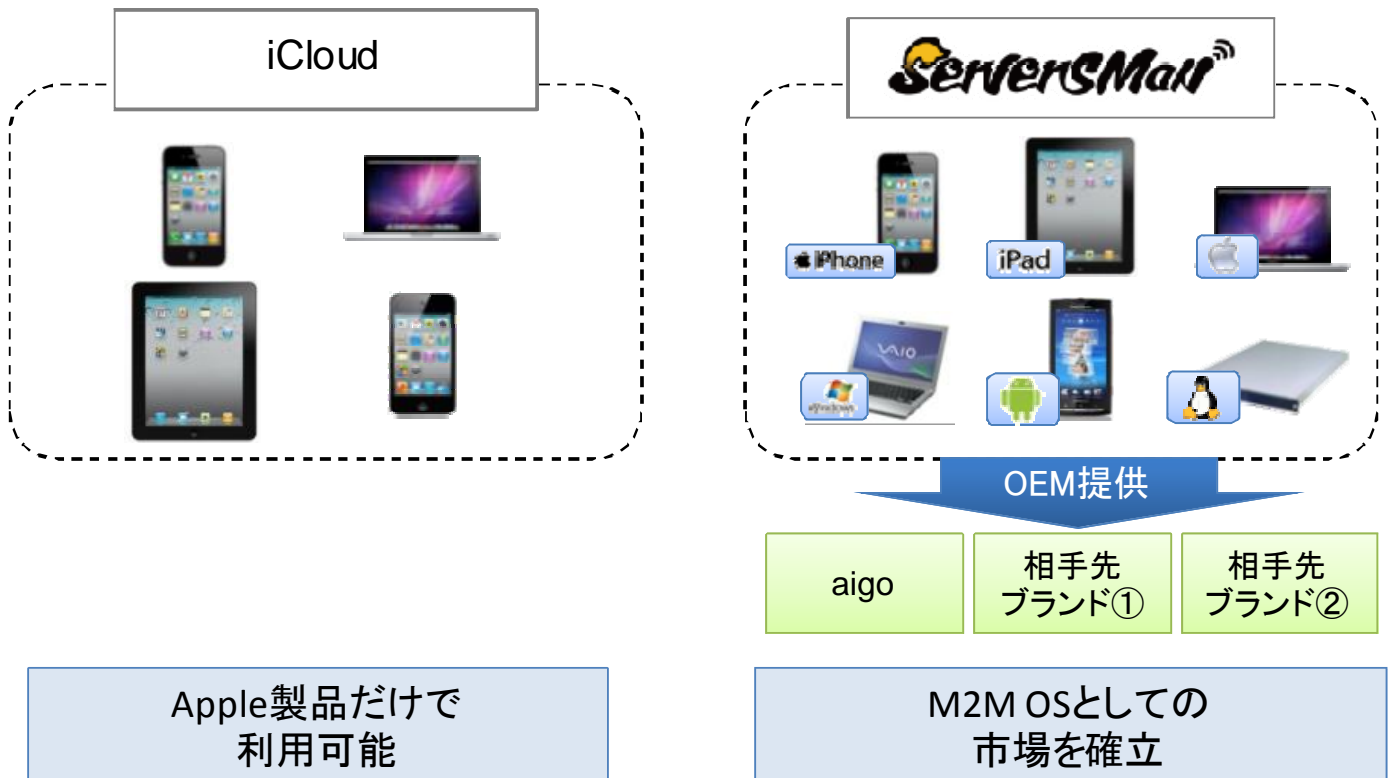 iCloud
ServersMan
iPhone
iPad
VAIO
Windows
OEM提供
aigo
相手先
ブランド①
相手先
ブランド②
Apple製品だけで
利用可能
M2M OSとしての
市場を確立